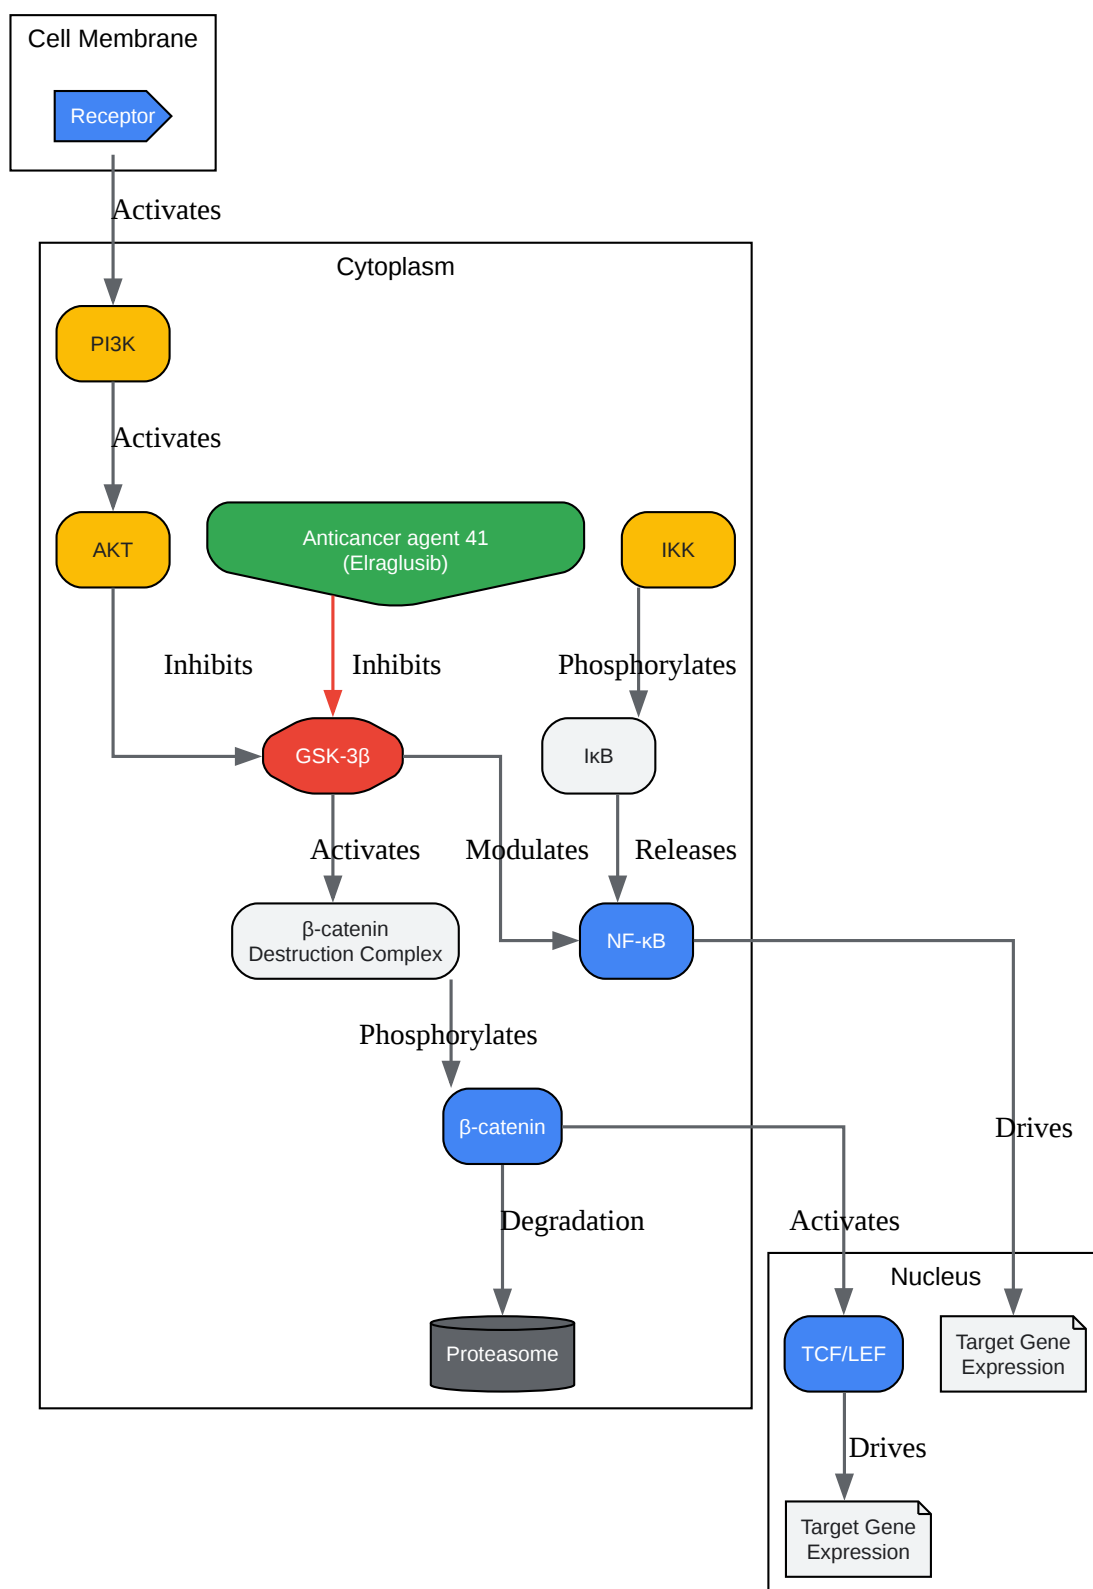 Cell Membrane
Receptor
Activates
Cytoplasm
PI3K
Activates
AKT
Anticancer agent 41
(Elraglusib)
IKK
Inhibits
Inhibits
Phosphorylates
GSK-3β
IκB
Activates
Modulates
Releases
β-catenin
Destruction Complex
NF-κB
Phosphorylates
β-catenin
Drives
Degradation
Activates
Nucleus
Proteasome
TCF/LEF
Target Gene
Expression
Drives
Target Gene
Expression